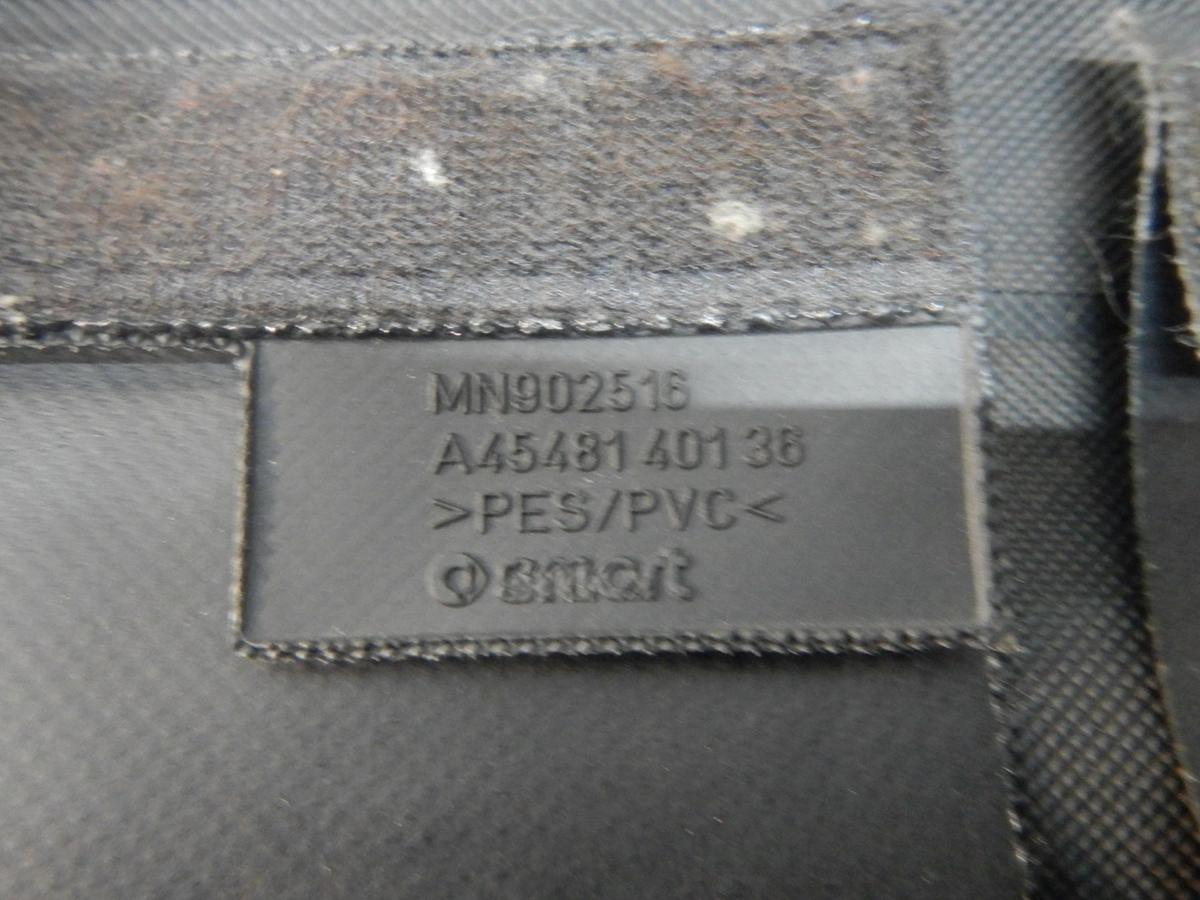 MN902516
A45481 401 36
>PES/PVC<
smart